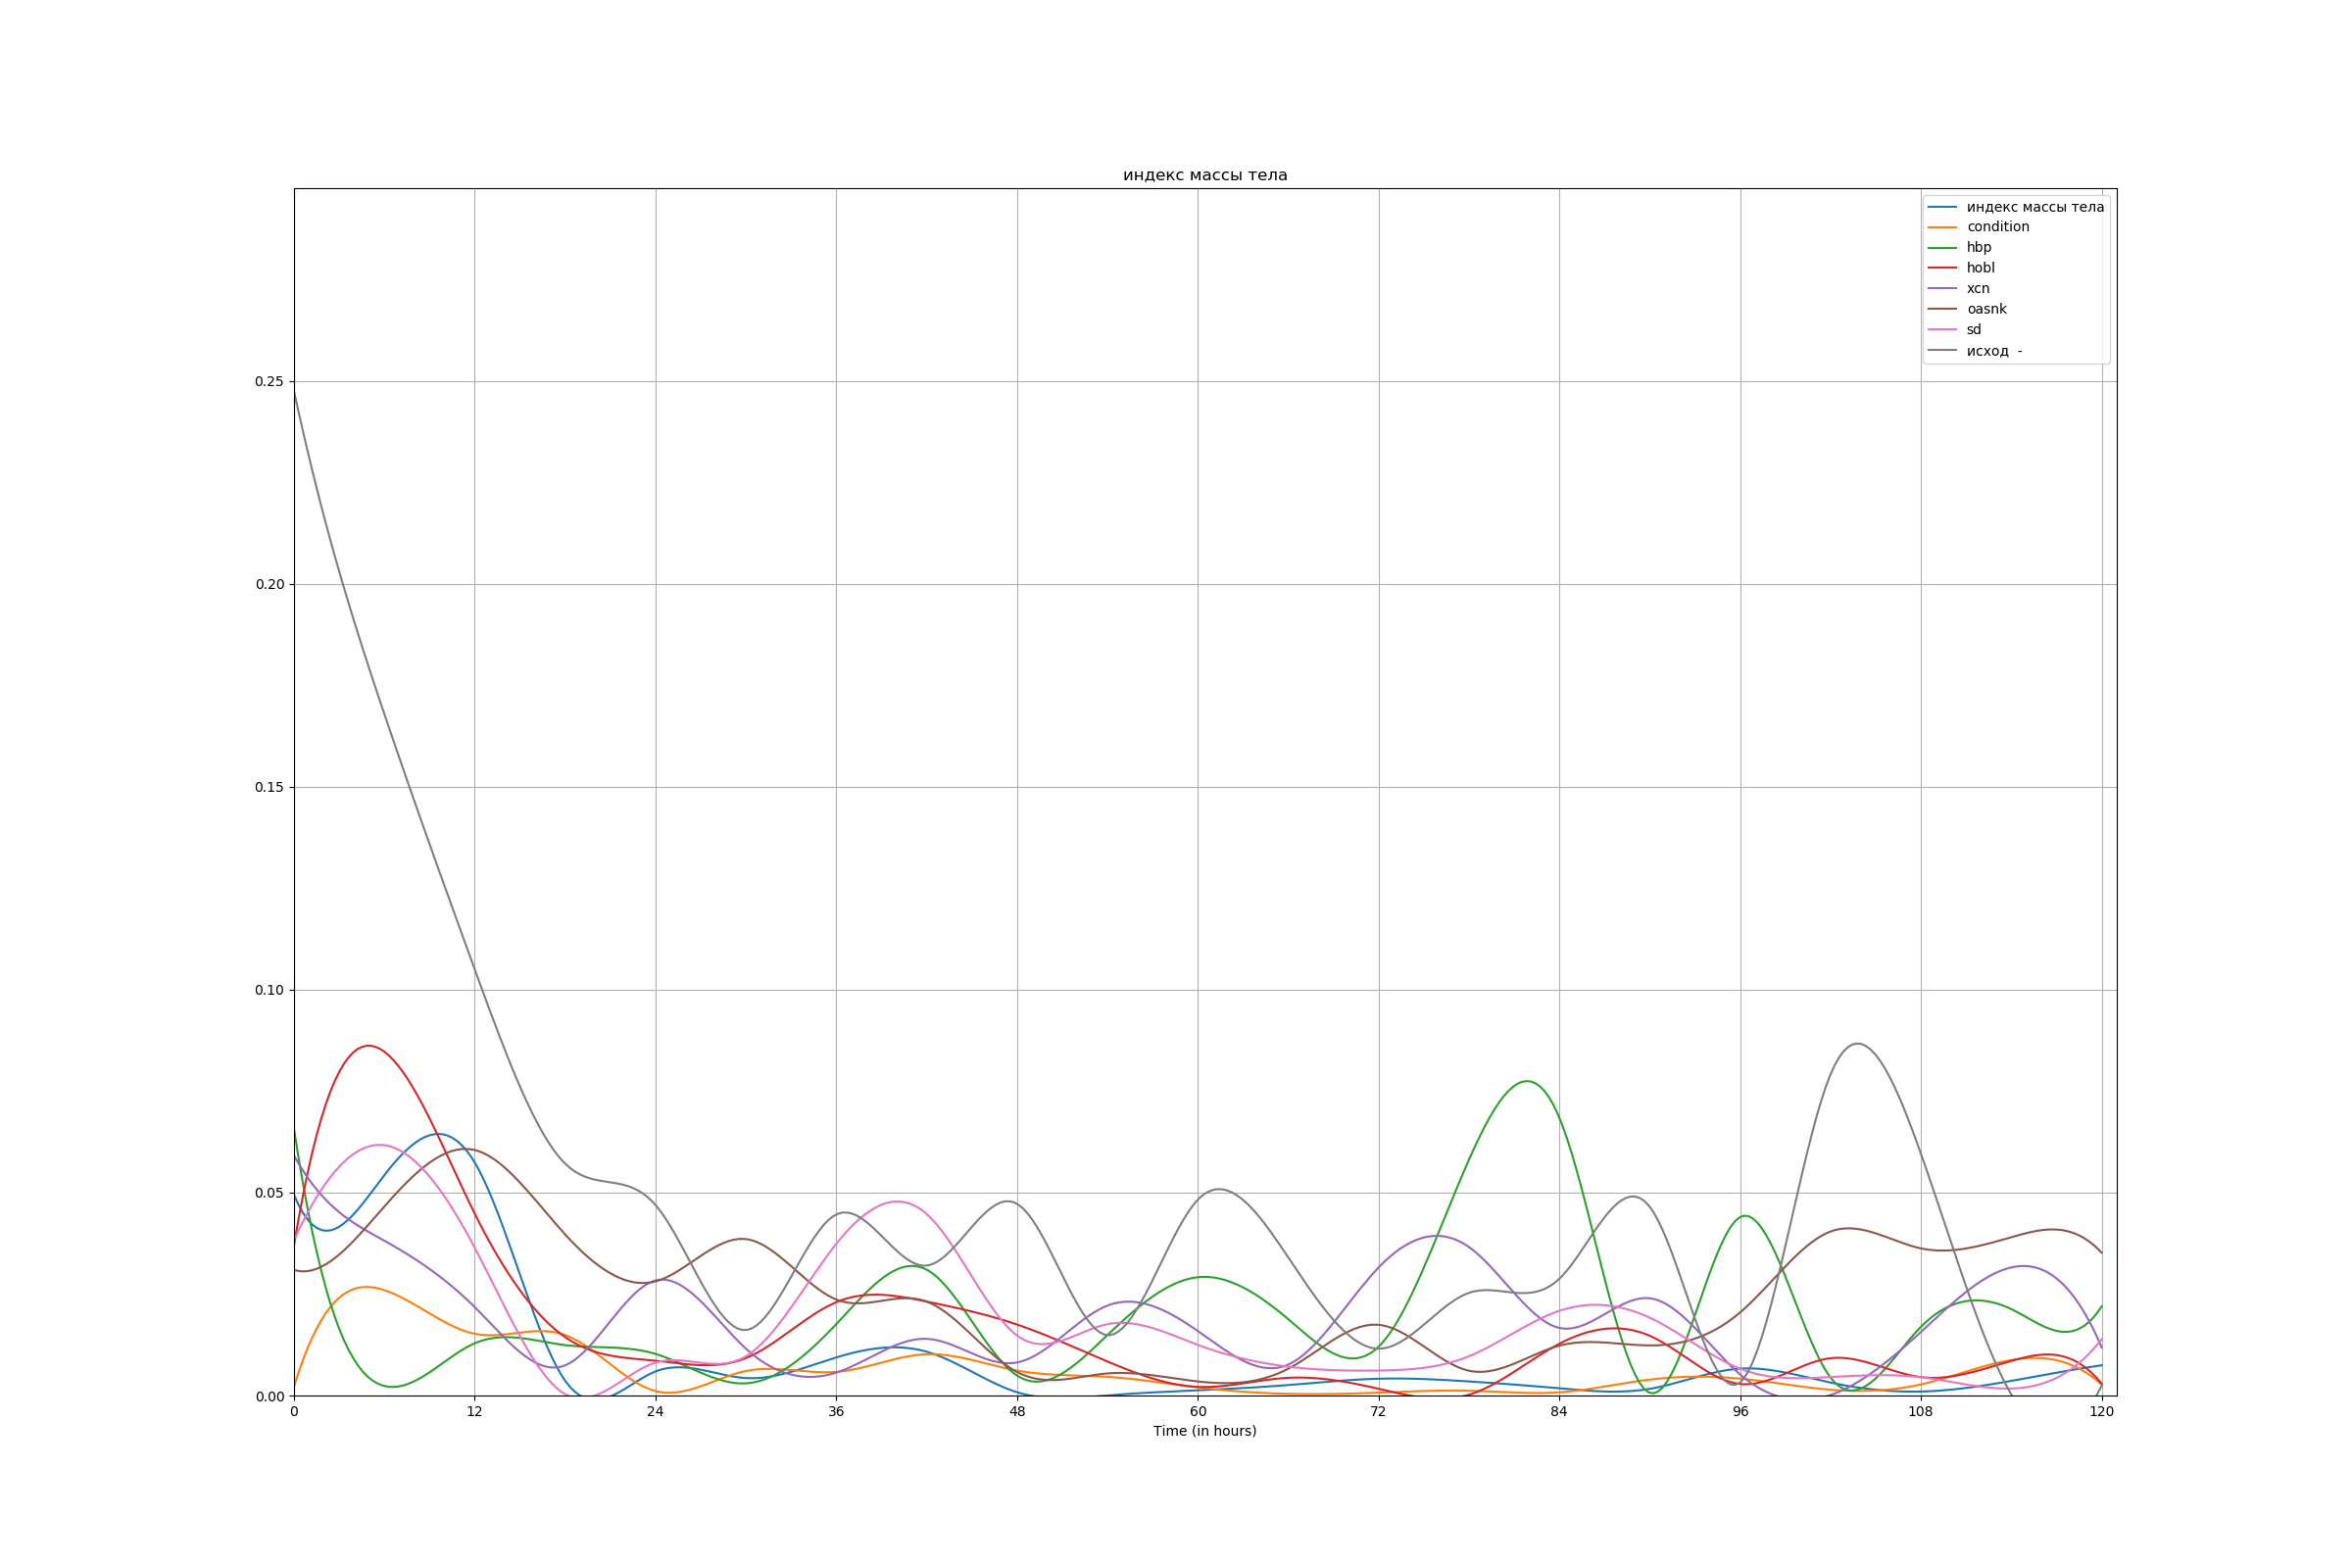 индекс массы тела
индекс массы тела
condition
hbp
hobl
xcn
oasnk
sd
исход -
0.25
0.20
0.15
0.10
0.05
0.00
0 12 24 36 48 60 72 84 96 108 120
Time (in hours)